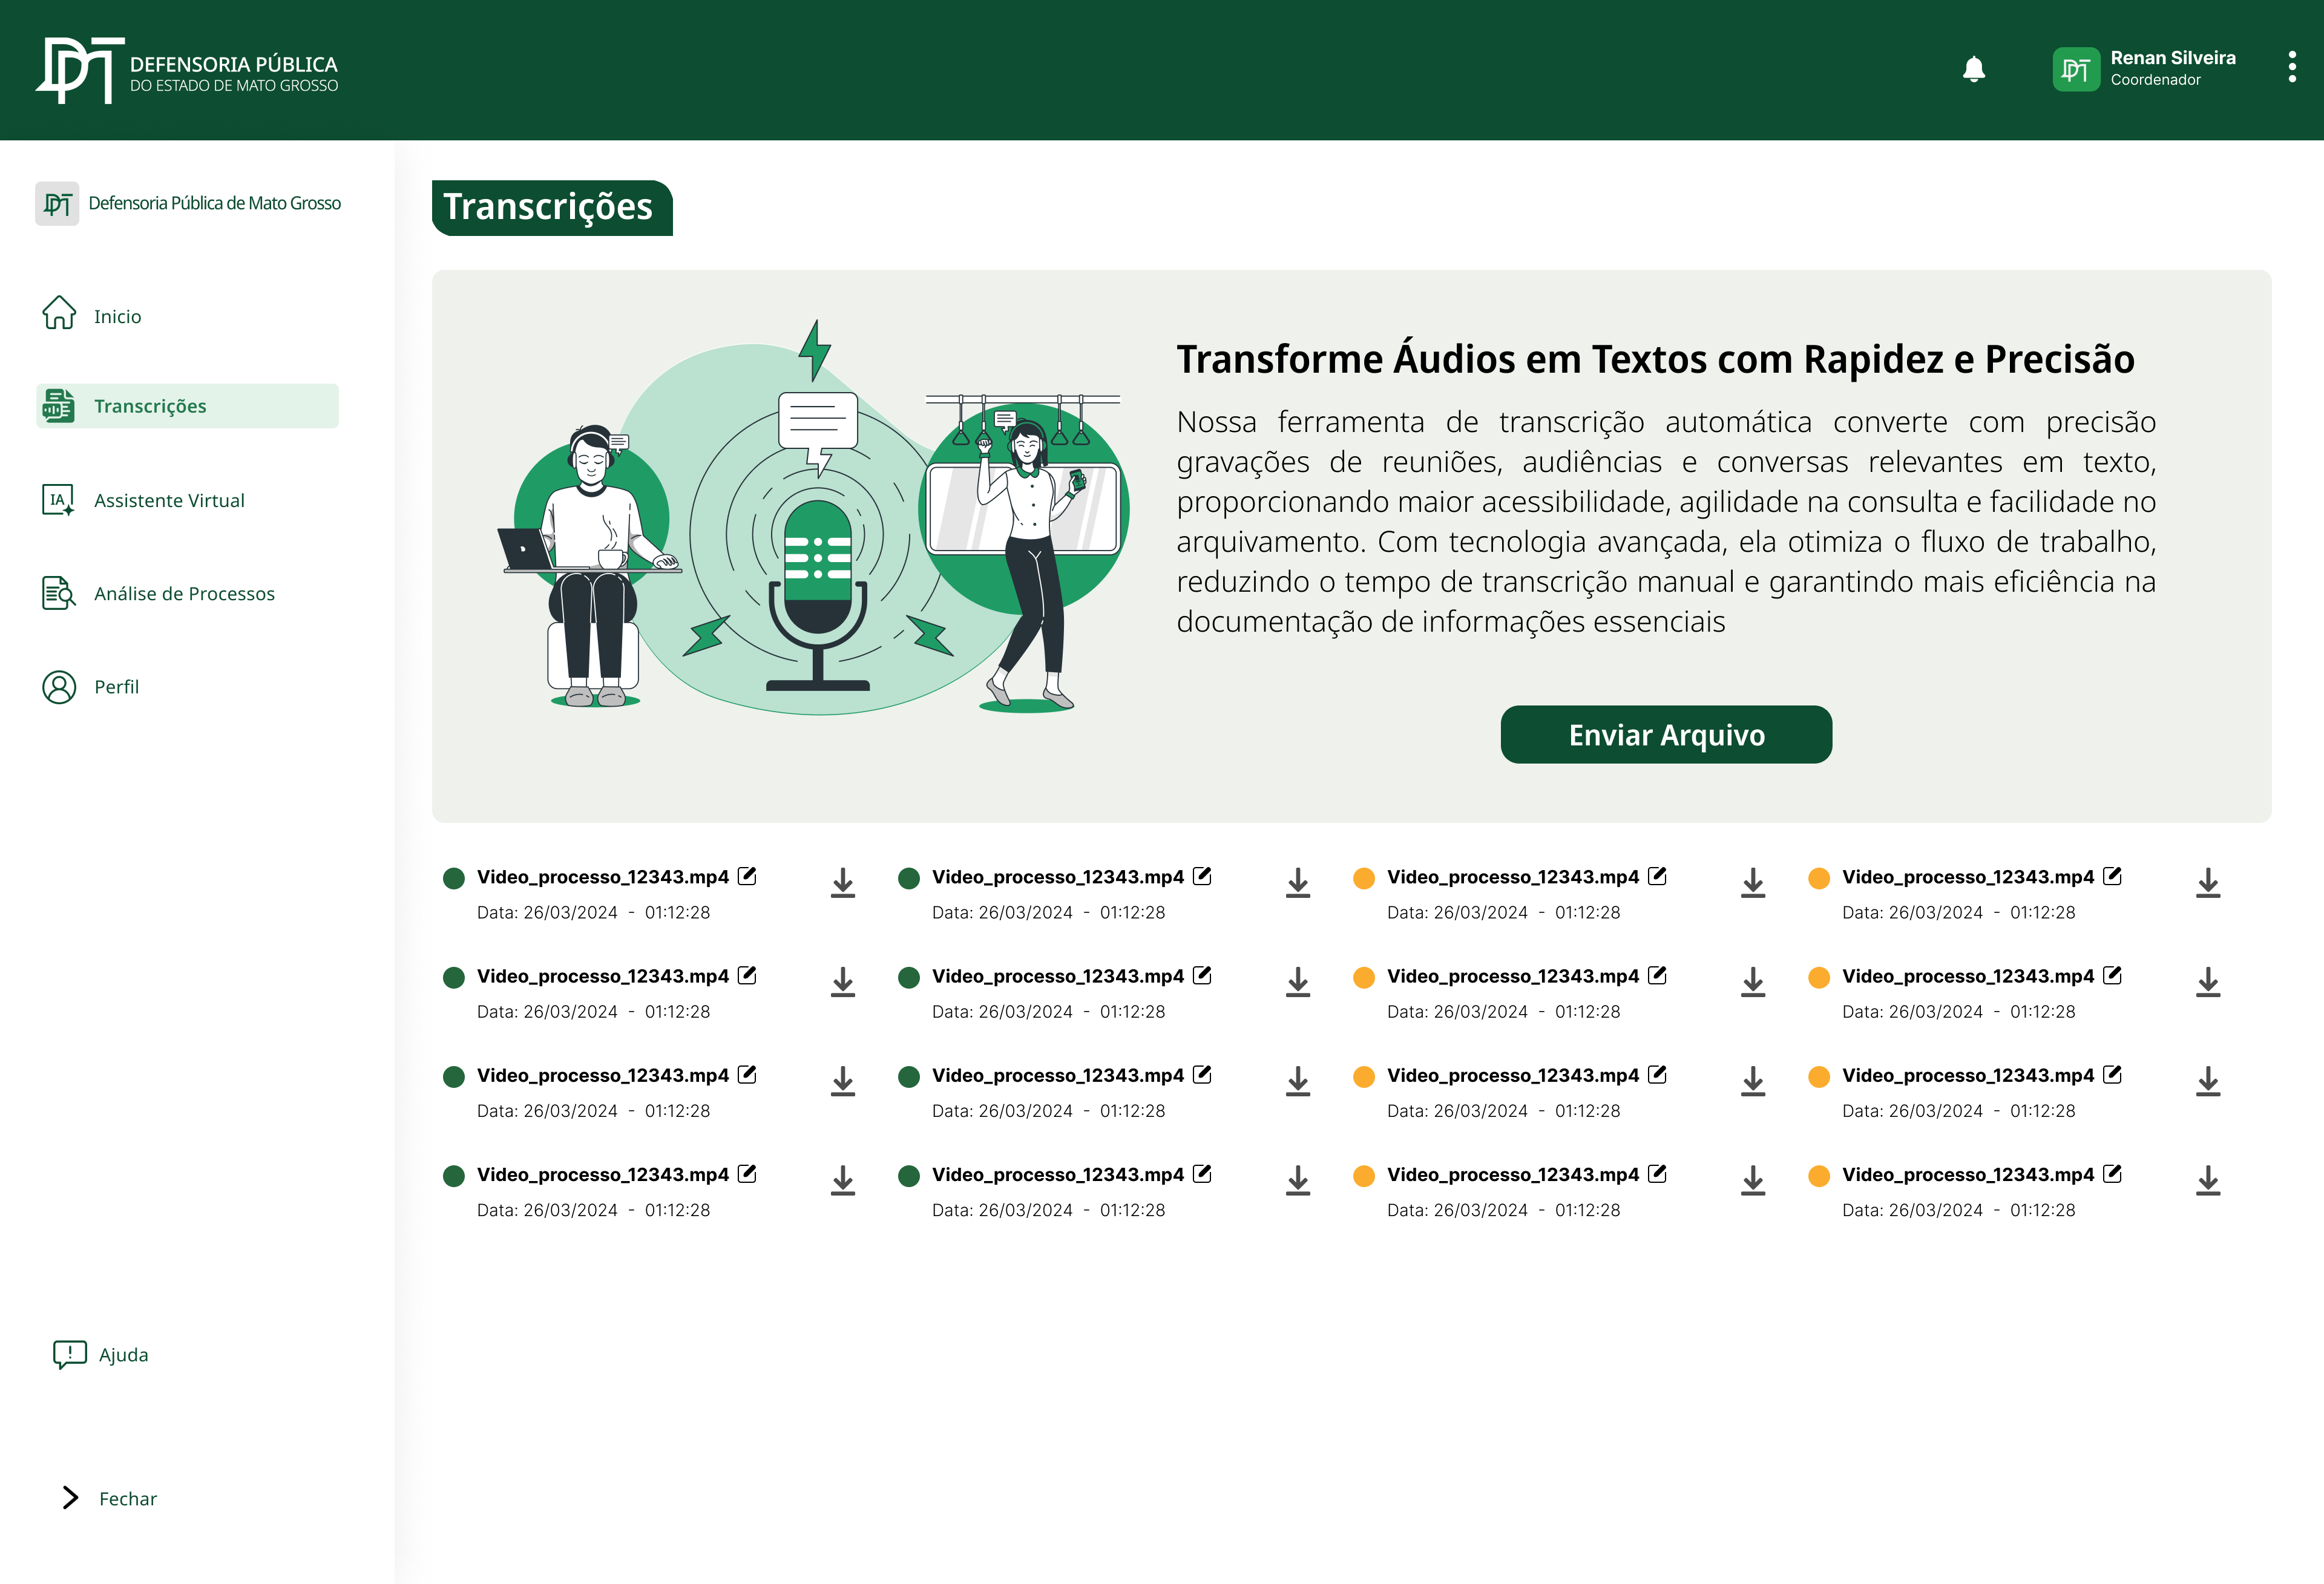 DPT DEFENSORIA PÚBLICA
DO ESTADO DE MATO GROSSO
Renan Silveira
Coordenador
DPT Defensoria Pública de Mato Grosso
Inicio
Transcrições
IA Assistente Virtual
Análise de Processos
Perfil
Ajuda
Fechar
Transcrições
Transforme Áudios em Textos com Rapidez e Precisão
Nossa ferramenta de transcrição automática converte com precisão
gravações de reuniões, audiências e conversas relevantes em texto,
proporcionando maior acessibilidade, agilidade na consulta e facilidade no
arquivamento. Com tecnologia avançada, ela otimiza o fluxo de trabalho,
reduzindo o tempo de transcrição manual e garantindo mais eficiência na
documentação de informações essenciais
Enviar Arquivo
Video_processo_12343.mp4 Video_processo_12343.mp4 Video_processo_12343.mp4 Video_processo_12343.mp4
Data: 26/03/2024 - 01:12:28 Data: 26/03/2024 - 01:12:28 Data: 26/03/2024 - 01:12:28 Data: 26/03/2024 - 01:12:28
Video_processo_12343.mp4 Video_processo_12343.mp4 Video_processo_12343.mp4 Video_processo_12343.mp4
Data: 26/03/2024 - 01:12:28 Data: 26/03/2024 - 01:12:28 Data: 26/03/2024 - 01:12:28 Data: 26/03/2024 - 01:12:28
Video_processo_12343.mp4 Video_processo_12343.mp4 Video_processo_12343.mp4 Video_processo_12343.mp4
Data: 26/03/2024 - 01:12:28 Data: 26/03/2024 - 01:12:28 Data: 26/03/2024 - 01:12:28 Data: 26/03/2024 - 01:12:28
Video_processo_12343.mp4 Video_processo_12343.mp4 Video_processo_12343.mp4 Video_processo_12343.mp4
Data: 26/03/2024 - 01:12:28 Data: 26/03/2024 - 01:12:28 Data: 26/03/2024 - 01:12:28 Data: 26/03/2024 - 01:12:28